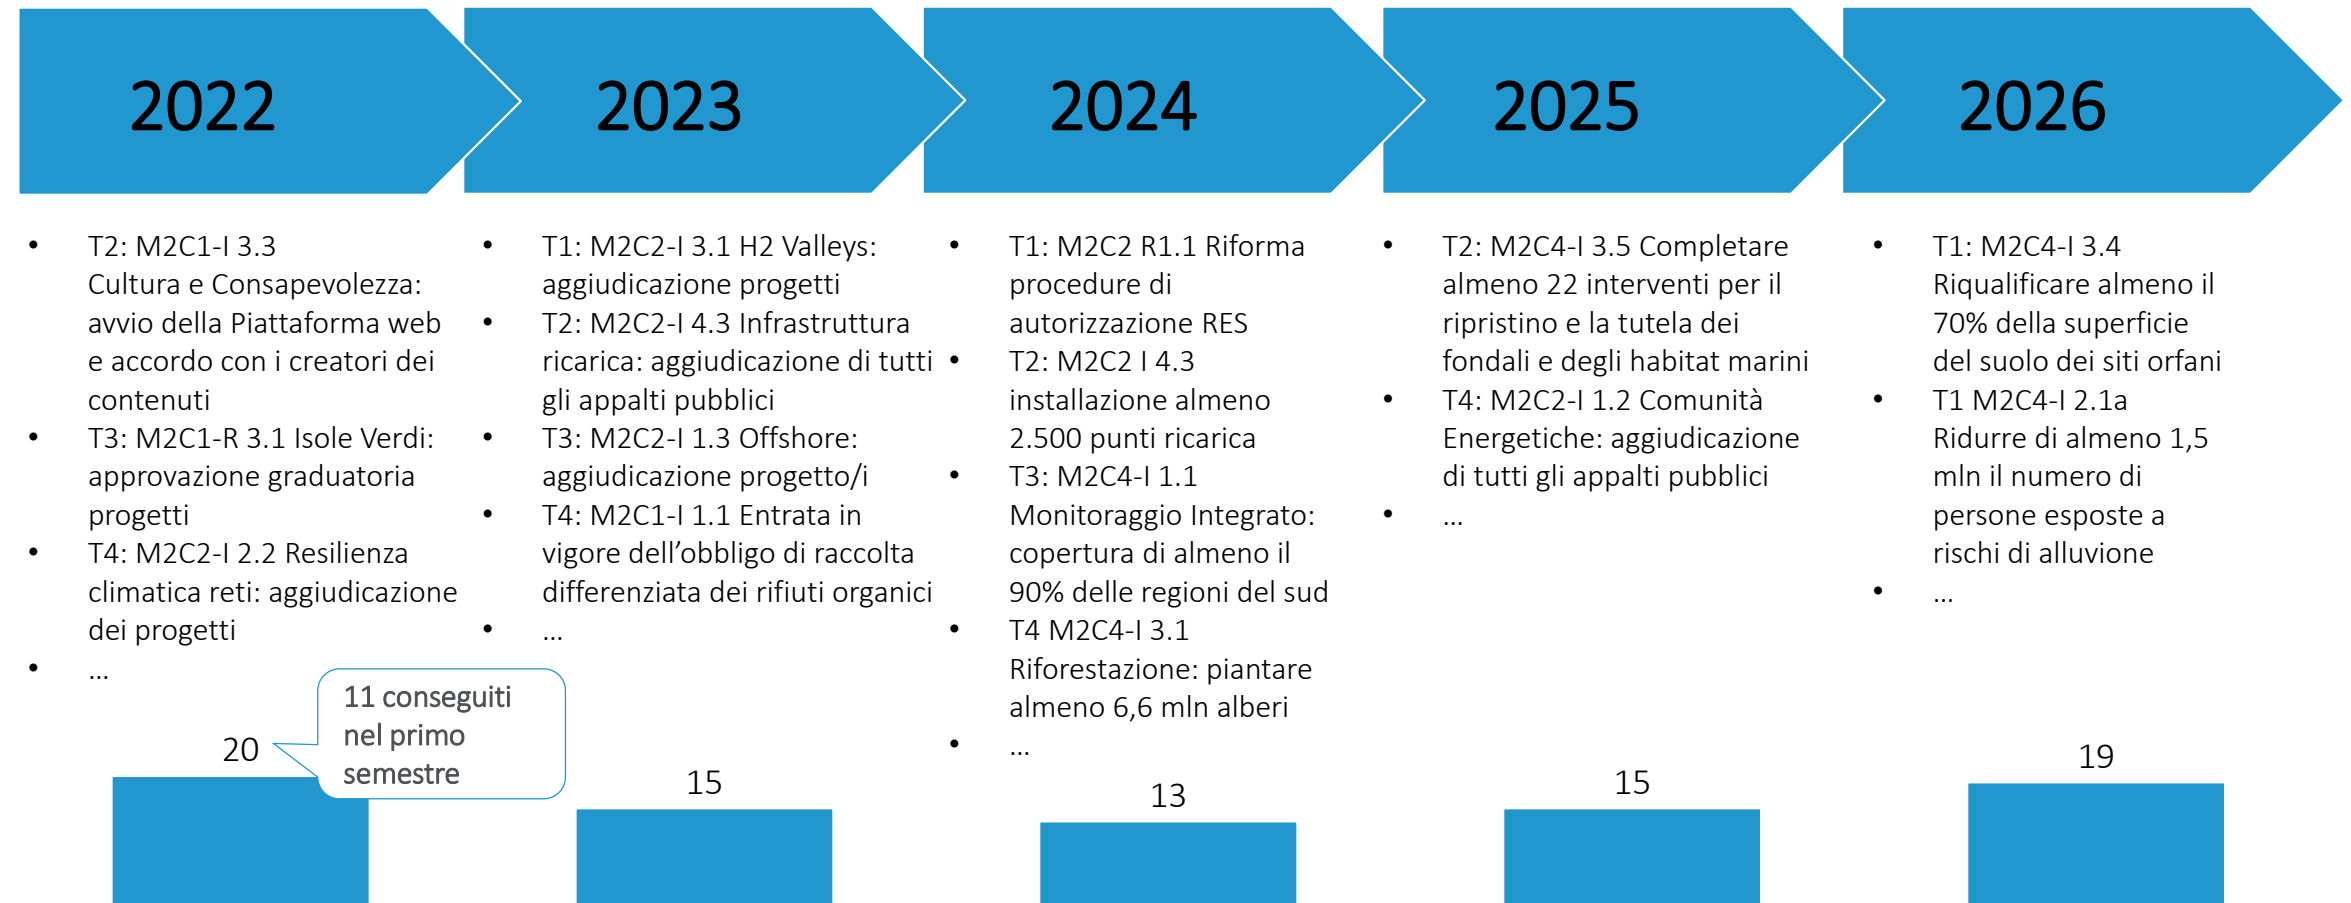 2022
2023
2024
2025
2026
• T2: M2C1-I 3.3
Cultura e Consapevolezza:
avvio della Piattaforma web
e accordo con i creatori dei
contenuti
• T3: M2C1-R 3.1 Isole Verdi:
approvazione graduatoria
progetti
• T4: M2C2-I 2.2 Resilienza
climatica reti: aggiudicazione
dei progetti
• ...
• T1: M2C2-I 3.1 H2 Valleys:
aggiudicazione progetti
• T2: M2C2-I 4.3 Infrastruttura
ricarica: aggiudicazione di tutti
gli appalti pubblici
• T3: M2C2-I 1.3 Offshore:
aggiudicazione progetto/i
• T4: M2C1-I 1.1 Entrata in
vigore dell’obbligo di raccolta
differenziata dei rifiuti organici
• ...
• T1: M2C2 R1.1 Riforma
procedure di
autorizzazione RES
• T2: M2C2 I 4.3
installazione almeno
2.500 punti ricarica
• T3: M2C4-I 1.1
Monitoraggio Integrato:
copertura di almeno il
90% delle regioni del sud
• T4 M2C4-I 3.1
Riforestazione: piantare
almeno 6,6 mln alberi
• ...
• T2: M2C4-I 3.5 Completare
almeno 22 interventi per il
ripristino e la tutela dei
fondali e degli habitat marini
• T4: M2C2-I 1.2 Comunità
Energetiche: aggiudicazione
di tutti gli appalti pubblici
• ...
• T1: M2C4-I 3.4
Riqualificare almeno il
70% della superficie
del suolo dei siti orfani
• T1 M2C4-I 2.1a
Ridurre di almeno 1,5
mln il numero di
persone esposte a
rischi di alluvione
• ...
20
11 conseguiti
nel primo
semestre
15
13
15
19